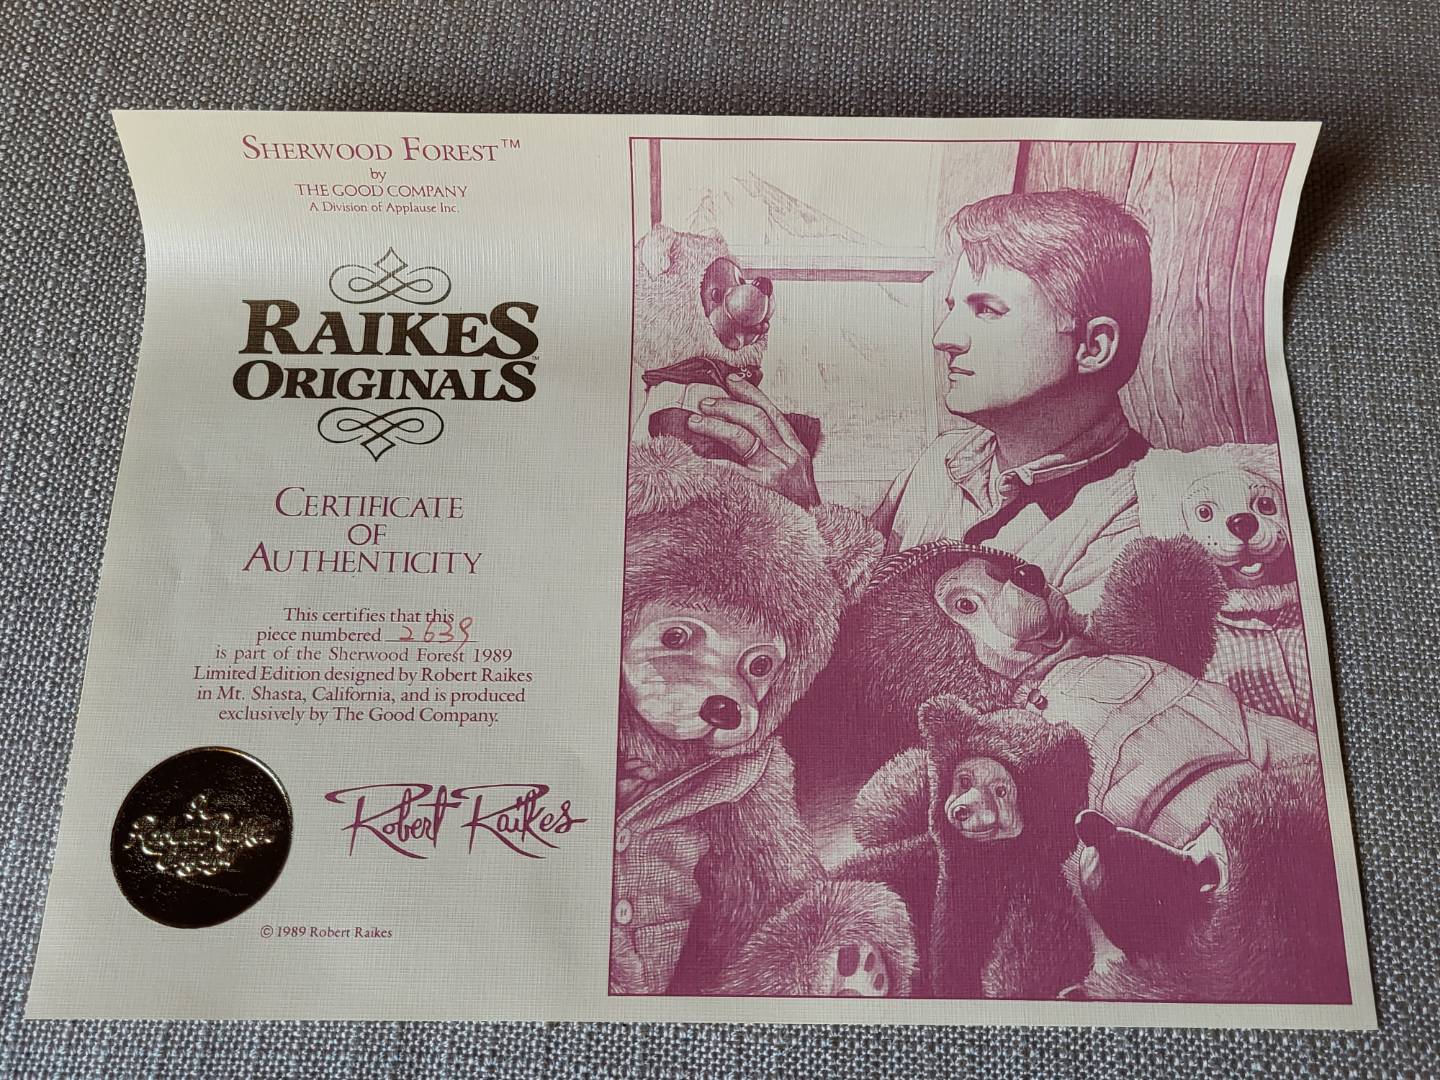 SHERWOOD FOREST™
by
THE GOOD COMPANY
A Division of Applause Inc.
RAIKES
ORIGINALS™
CERTIFICATE
OF
AUTHENTICITY
This certifies that this
piece numbered 2639
is part of the Sherwood Forest 1989
Limited Edition designed by Robert Raikes
in Mt. Shasta, California, and is produced
exclusively by The Good Company.
Robert Raikes
© 1989 Robert Raikes